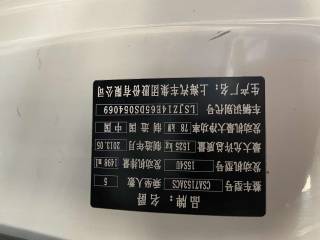 品牌：名爵
整车型号 CSA7153ACS 乘坐人数 5
发动机型号 15S4U 发动机排量 1498 ml
最大允许总质量 1525 kg 制造年月 2013.05
发动机最大净功率 78 kW 制造国 中国
车辆识别代号 LSJZ14E65DS054069
生产厂名：上海汽车集团股份有限公司